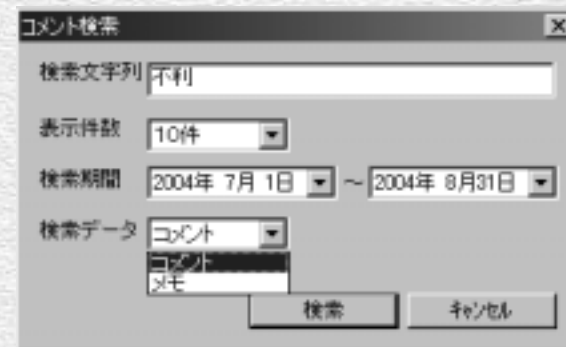 コメント検索
検索文字列 不利
表示件数 10件
検索期間 2004年 7月 1日 ～ 2004年 8月31日
検索データ コメント
コメント
メモ
検索 キャンセル